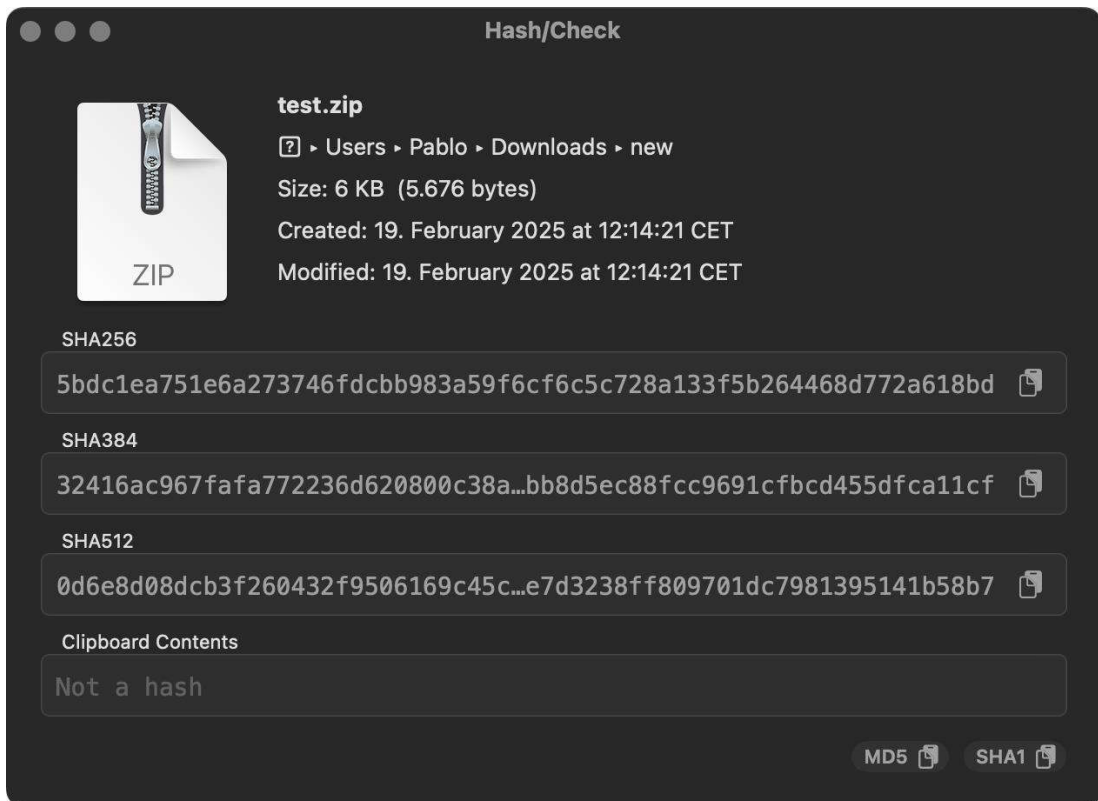 Hash/Check
test.zip
? ▸ Users ▸ Pablo ▸ Downloads ▸ new
Size: 6 KB (5.676 bytes)
Created: 19. February 2025 at 12:14:21 CET
Modified: 19. February 2025 at 12:14:21 CET
ZIP
SHA256
5bdc1ea751e6a273746fdcbb983a59f6cf6c5c728a133f5b264468d772a618bd
SHA384
32416ac967fafa772236d620800c38a…bb8d5ec88fcc9691cfbcd455dfca11cf
SHA512
0d6e8d08dcb3f260432f9506169c45c…e7d3238ff809701dc7981395141b58b7
Clipboard Contents
Not a hash
MD5 SHA1